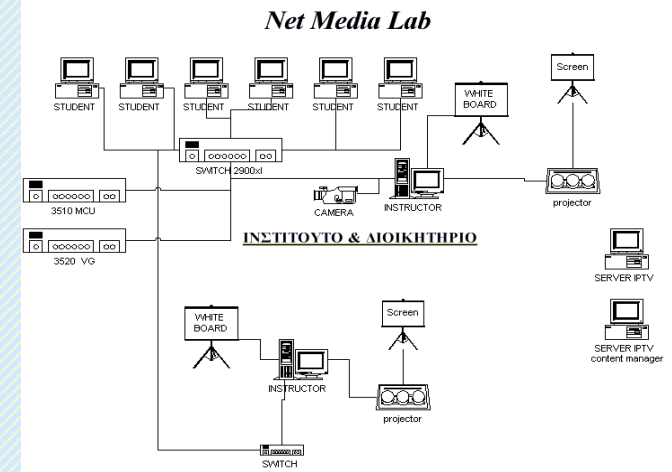 Net Media Lab
STUDENT STUDENT STUDENT STUDENT STUDENT STUDENT
WHITE
BOARD
Screen
SWITCH 2900xl
3510 MCU
CAMERA
INSTRUCTOR
projector
ΙΝΣΤΙΤΟΥΤΟ & ΔΙΟΙΚΗΤΗΡΙΟ
3520 VG
SERVER IPTV
WHITE
BOARD
Screen
SERVER IPTV
content manager
INSTRUCTOR
projector
SWITCH